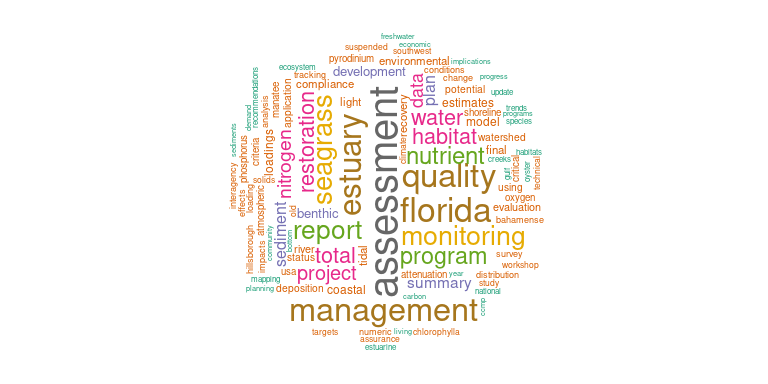 freshwater
economic
suspended
southwest
pyrodinium
environmental
implications
ecosystem
development
conditions
tracking
change
progress
compliance
potential
update
recommendations
demand
analysis
manatee
application
light
data
plan
estimates
recovery
shoreline
trends
programs
species
assessment
restoration
seagrass
estuary
water
model
habitat
watershed
sediments
phosphorus
criteria
loadings
nitrogen
climate
nutrient
final
habitats
creeks
critical
gulf
oyster
technical
interagency
effects
loading
solids
atmospheric
quality
using
oxygen
old
benthic
florida
evaluation
bahamense
hillsborough
impacts
community
sediment
bottom
report
monitoring
river
status
total
tidal
program
survey
workshop
mapping
usa
project
attenuation
year
distribution
study
planning
deposition
coastal
summary
national
carbon
management
ccmp
targets
numeric
living
chlorophylla
assurance
estuarine